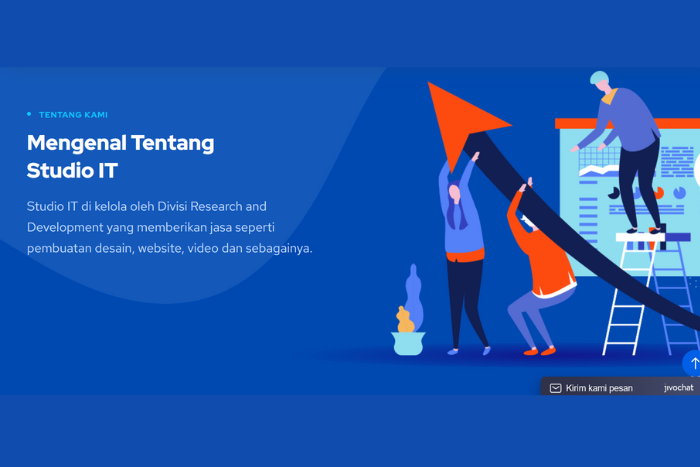 TENTANG KAMI
Mengenal Tentang
Studio IT
Studio IT di kelola oleh Divisi Research and
Development yang memberikan jasa seperti
pembuatan desain, website, video dan sebagainya.
Kirim kami pesan
jivochat